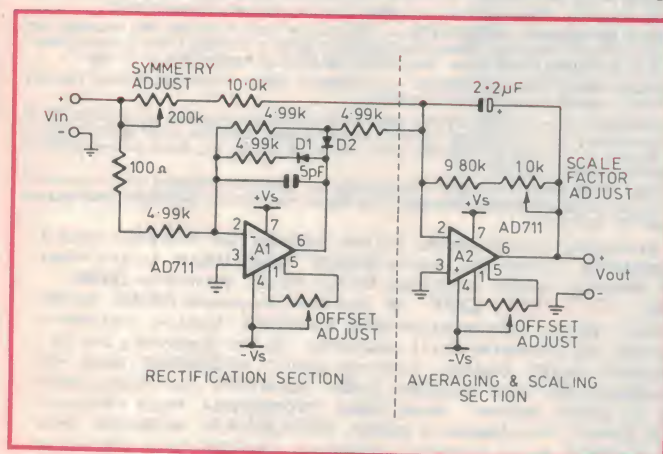 SYMMETRY
ADJUST
10.0k
2·2µF
+
+
Vin
-
200k
4·99k
4·99k
4·99k
D1
D2
100Ω
5pF
9·80k
10k
SCALE
FACTOR
ADJUST
+Vs
+Vs
4·99k
AD711
2
-
7
A1
6
3
+
5
4
1
AD711
2
-
7
A2
6
3
+
5
4
1
+
Vout
-
OFFSET
ADJUST
OFFSET
ADJUST
-Vs
-Vs
RECTIFICATION SECTION
AVERAGING & SCALING
SECTION